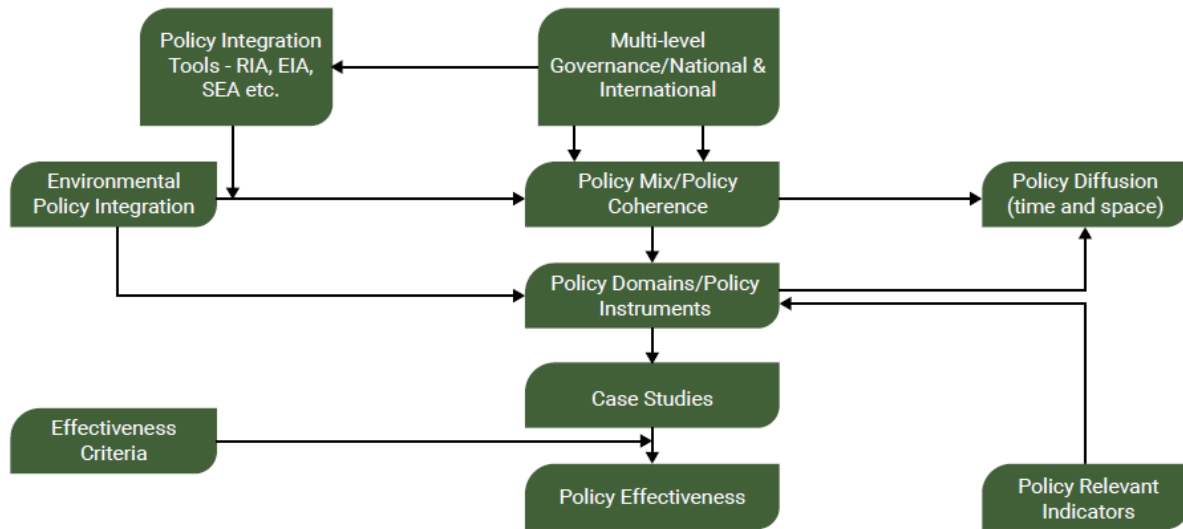 Policy Integration
Tools - RIA, EIA,
SEA etc.
Multi-level
Governance/National &
International
Environmental
Policy Integration
Policy Mix/Policy
Coherence
Policy Diffusion
(time and space)
Policy Domains/Policy
Instruments
Case Studies
Effectiveness
Criteria
Policy Effectiveness
Policy Relevant
Indicators